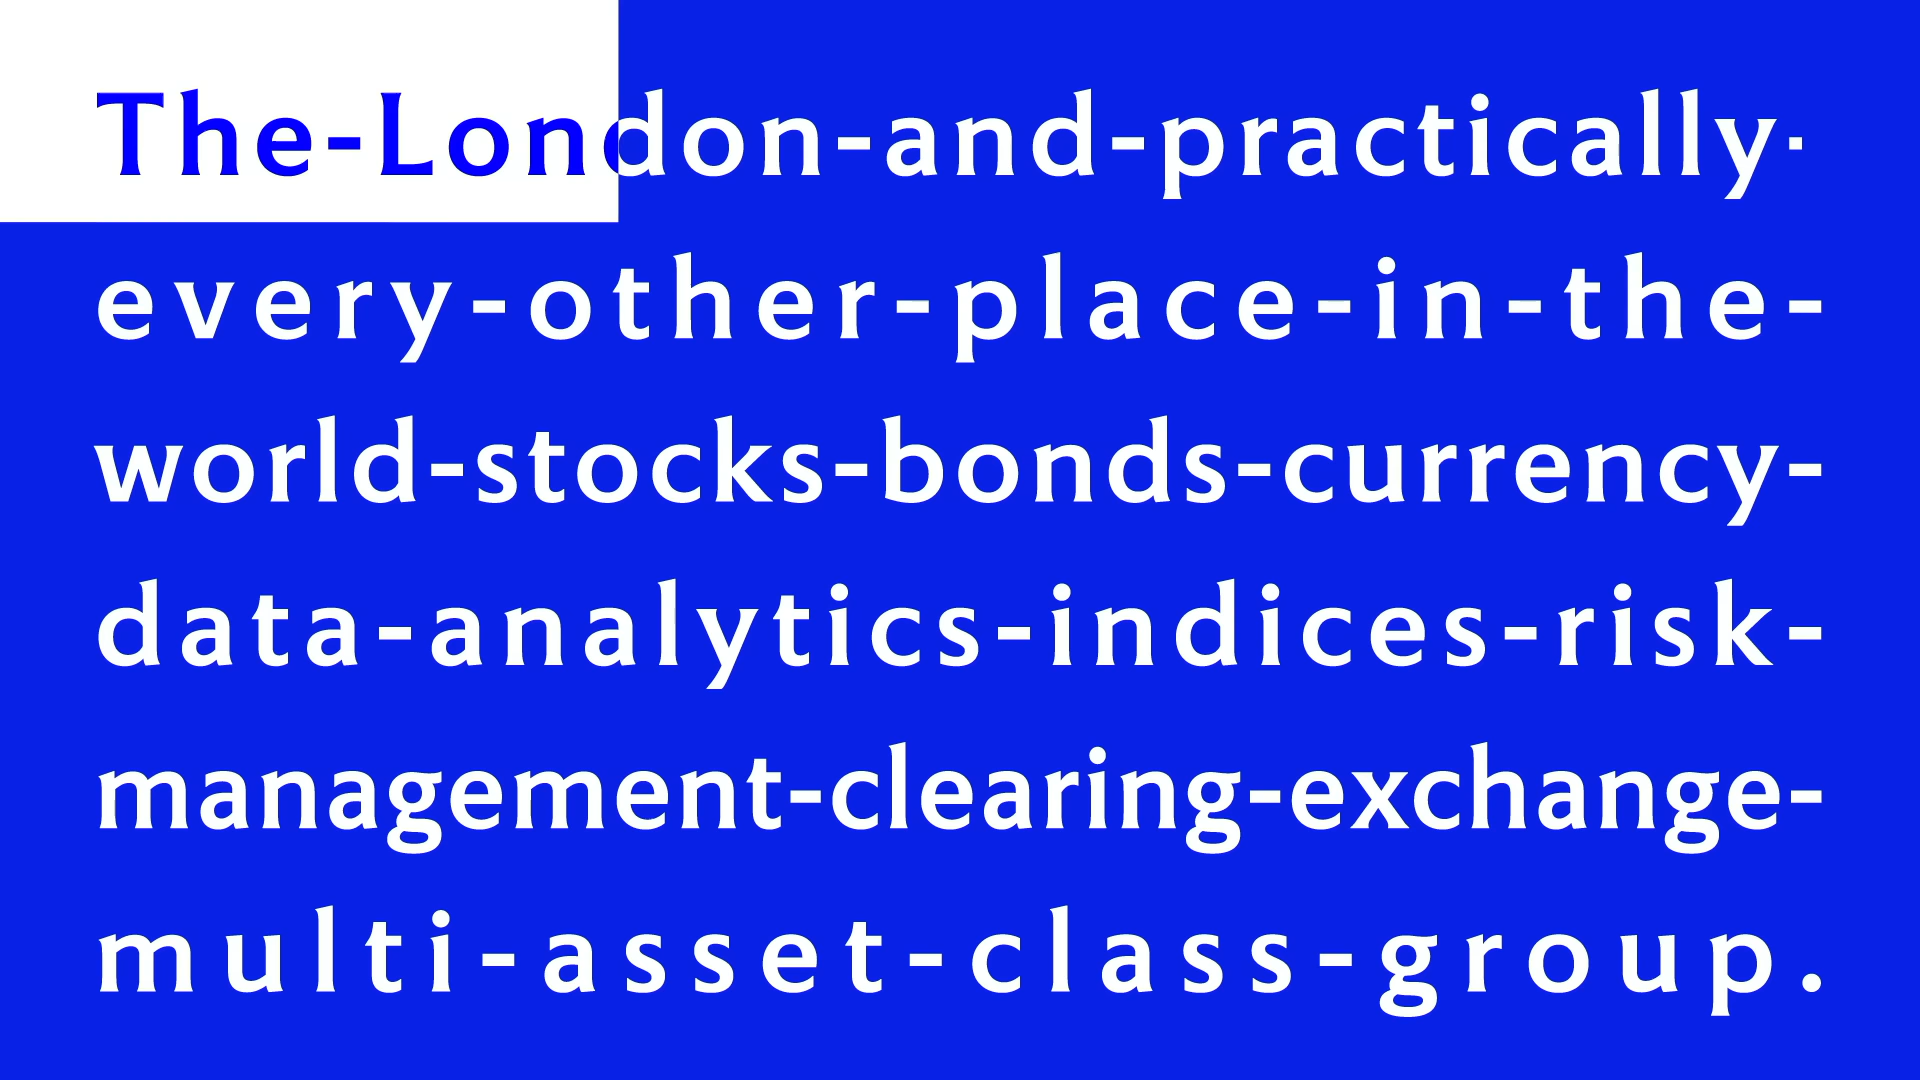 The-London-and-practically-
every-other-place-in-the-
world-stocks-bonds-currency-
data-analytics-indices-risk-
management-clearing-exchange-
multi-asset-class-group.